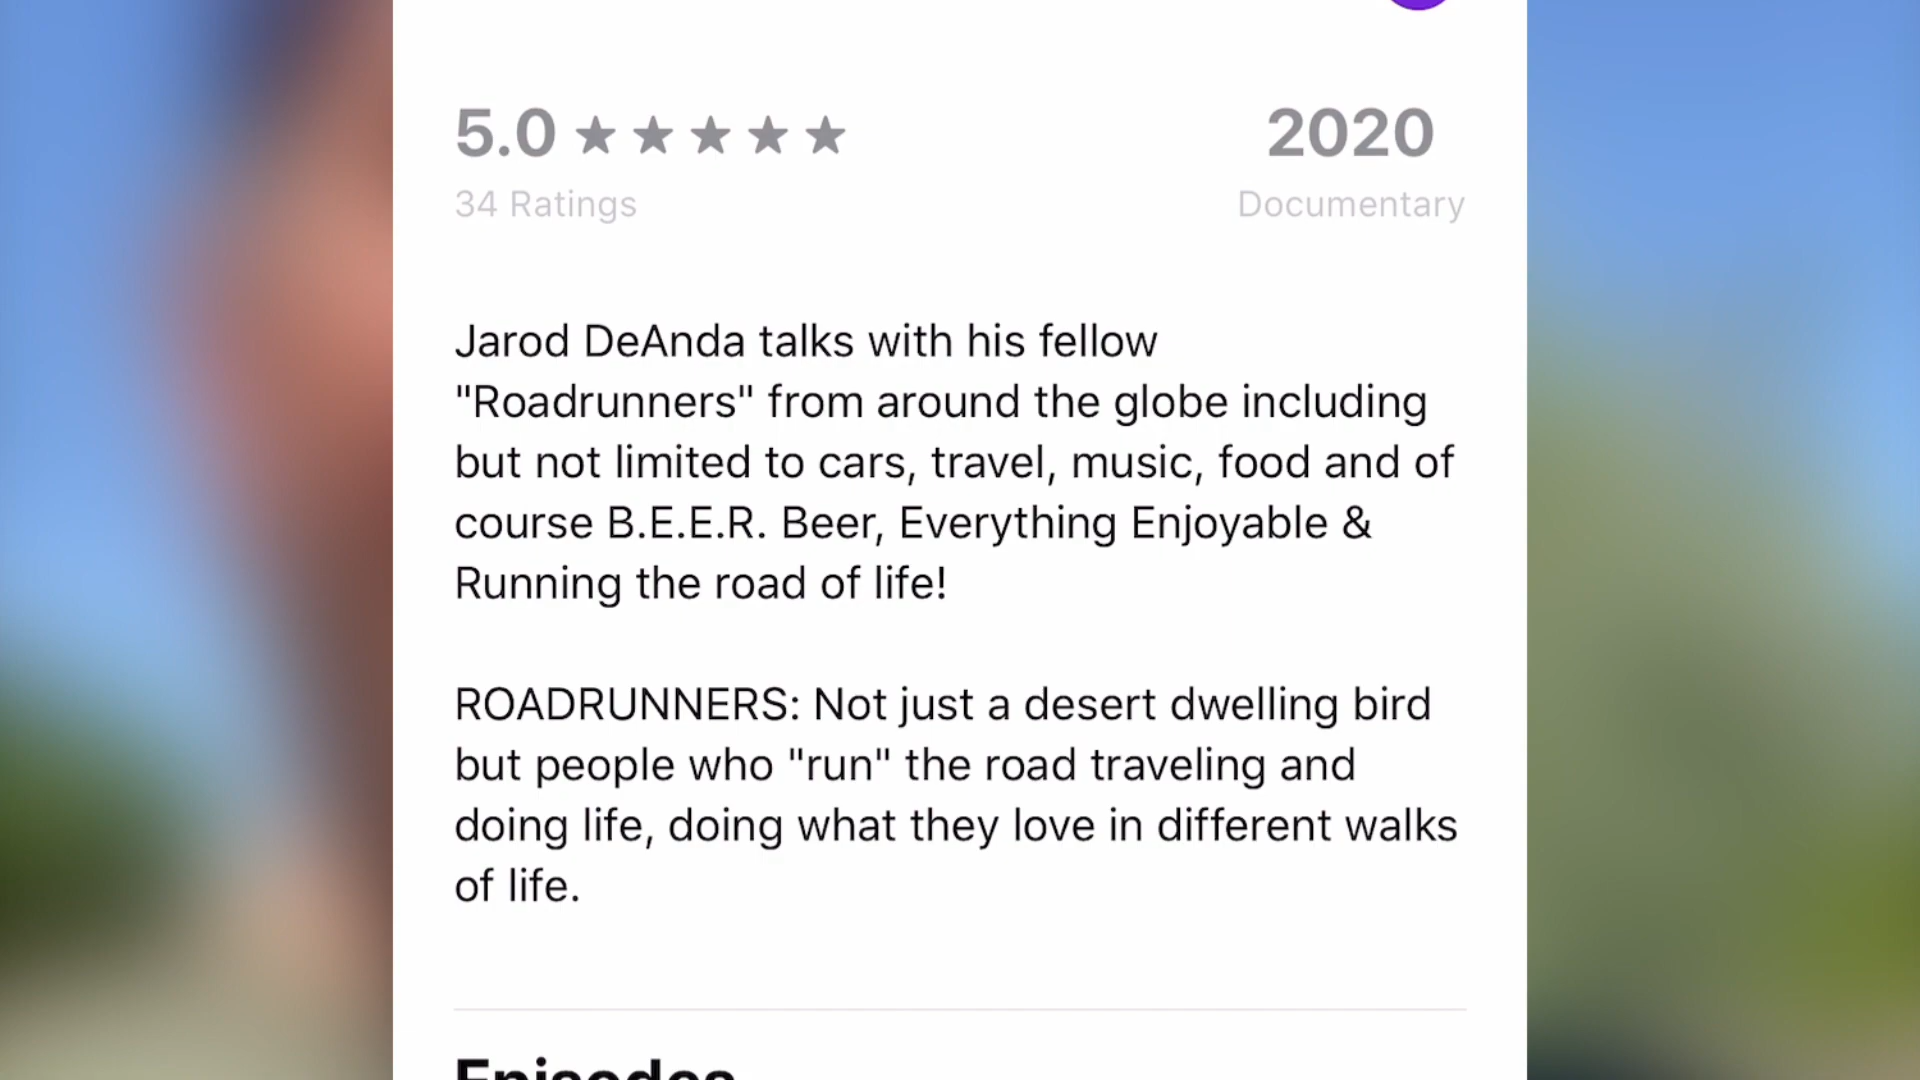 5.0 ★★★★★
2020
34 Ratings
Documentary
Jarod DeAnda talks with his fellow
"Roadrunners" from around the globe including
but not limited to cars, travel, music, food and of
course B.E.E.R. Beer, Everything Enjoyable &
Running the road of life!
ROADRUNNERS: Not just a desert dwelling bird
but people who "run" the road traveling and
doing life, doing what they love in different walks
of life.
Episodes